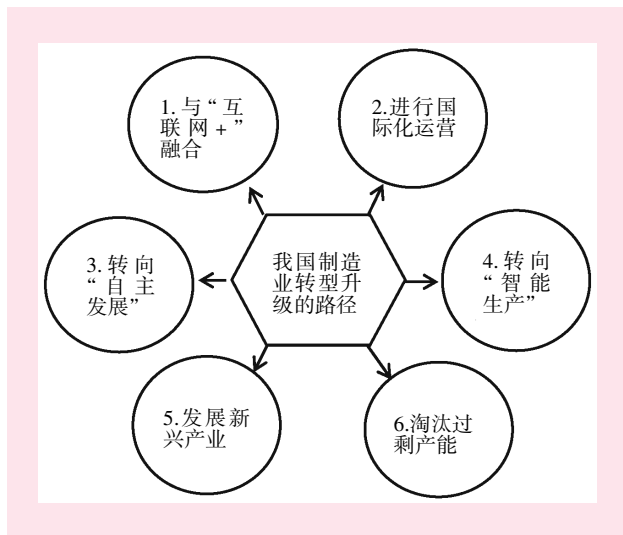 1.与“互
联网+”
融合
2.进行国
际化运营
3.转向
“自主
发展”
我国制造
业转型升
级的路径
4.转向
“智能
生产”
5.发展新
兴产业
6.淘汰过
剩产能